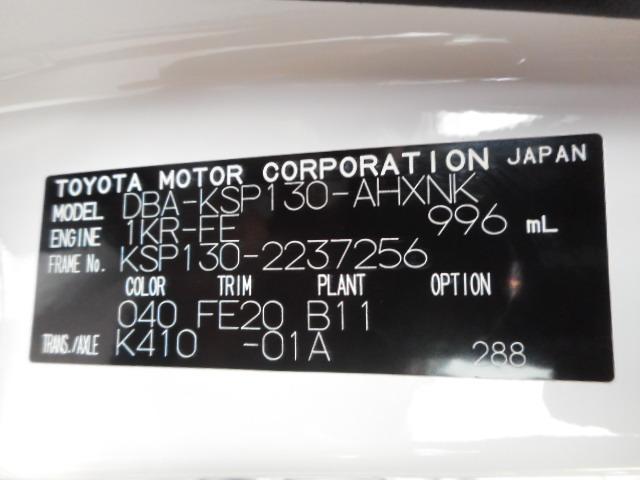 TOYOTA MOTOR CORPORATION JAPAN
MODEL DBA-KSP130-AHXNK
ENGINE 1KR-FE 996 mL
FRAME No. KSP130-2237256
COLOR TRIM PLANT OPTION
040 FE20 B11
TRANS./AXLE K410 -01A 288